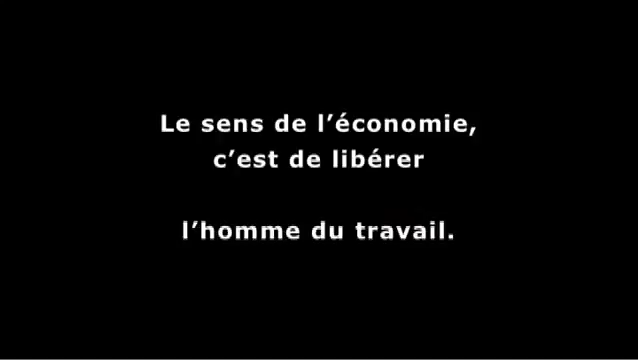 Le sens de l’économie,
c’est de libérer
l’homme du travail.